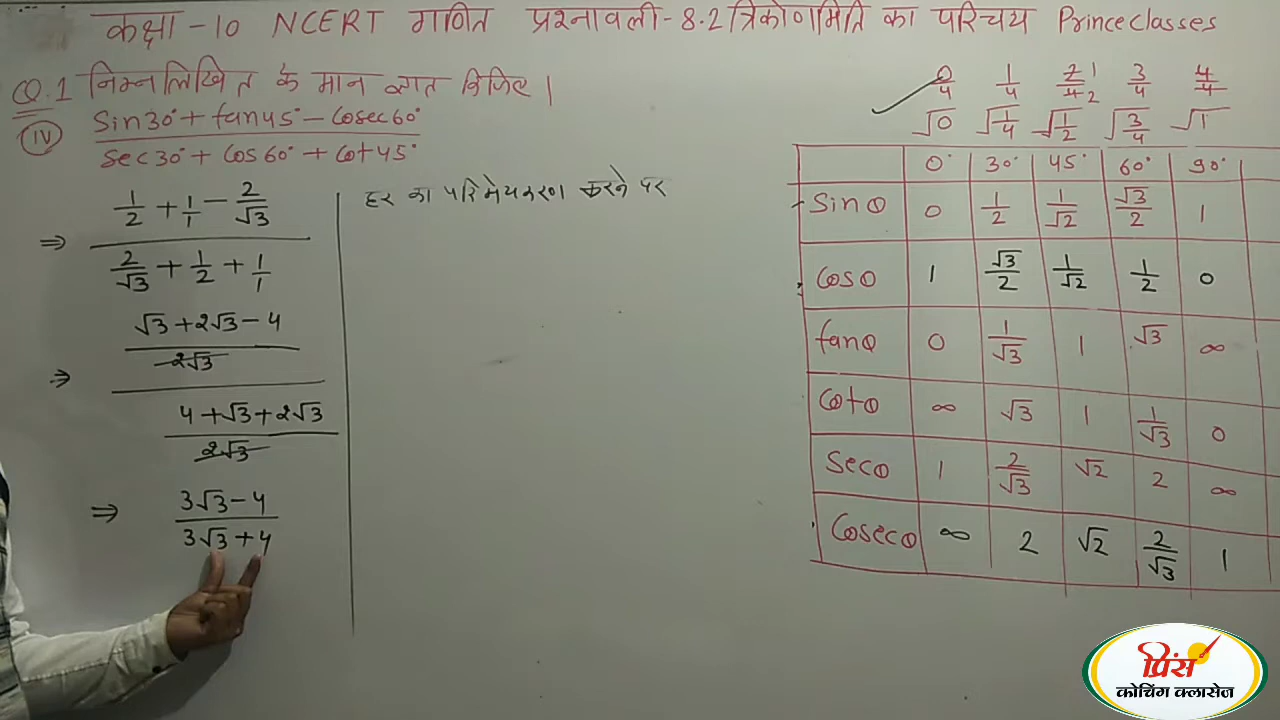 कक्षा-10 NCERT गणित प्रश्नावली-8.2 त्रिकोणमिति का परिचय Prince classes
Q.1 निम्नलिखित के मान ज्ञात कीजिए |
(iv) sin30° + tan45° - cosec60°
sec30° + cos60° + cot45°
⇒ 1/2 + 1/1 - 2/√3
2/√3 + 1/2 + 1/1
⇒ √3+2√3-4
2√3
4+√3+2√3
2√3
⇒ 3√3-4
3√3+4
हर का परिमेयकरण करने पर
0/4 1/4 2/4 1 2 3/4 4/4
√0 √1/4 √1/2 √3/4 √1
0° 30° 45° 60° 90°
Sinθ 0 1/2 1/√2 √3/2 1
Cosθ 1 √3/2 1/√2 1/2 0
tanθ 0 1/√3 1 √3 ∞
Cotθ ∞ √3 1 1/√3 0
Secθ 1 2/√3 √2 2 ∞
Cosecθ ∞ 2 √2 2/√3 1
प्रिंस
कोचिंग क्लासेज